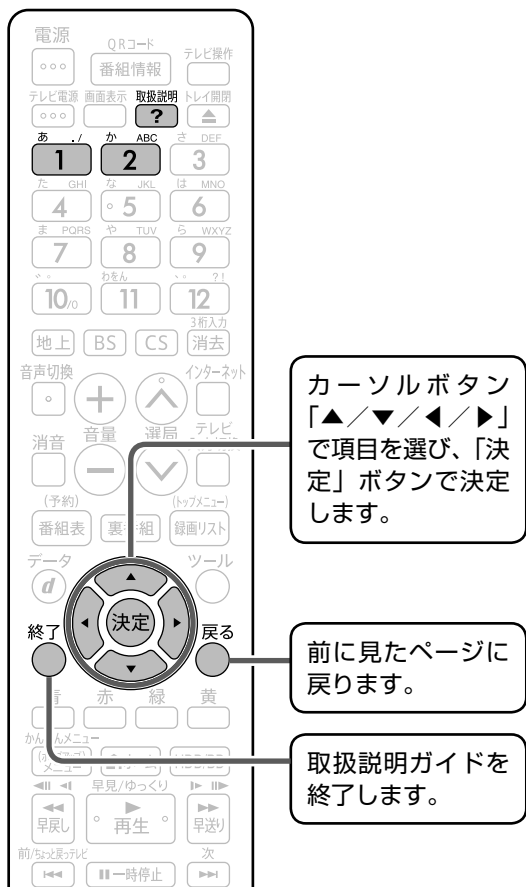 電源
QRコード
番組情報
テレビ操作
テレビ電源 画面表示 取扱説明 トレイ開閉
?
あ ./ か ABC さ DEF
1 2 3
た GHI な JKL は MNO
4 5 6
ま PQRS や TUV ら WXYZ
7 8 9
わをん ?!
10/0 11 12
3桁入力
地上 BS CS 消去
音声切換 インターネット
+
消音 音量 選局 テレビ
(予約) (トップメニュー)
番組表 録画リスト
データ ツール
d
決定
終了 戻る
赤 緑 黄
早見/ゆっくり
早戻し 再生 早送り
前/ちょっと戻るテレビ 次
一時停止
カーソルボタン
「▲/▼/◀/▶」
で項目を選び、「決
定」ボタンで決定
します。
前に見たページに
戻ります。
取扱説明ガイドを
終了します。